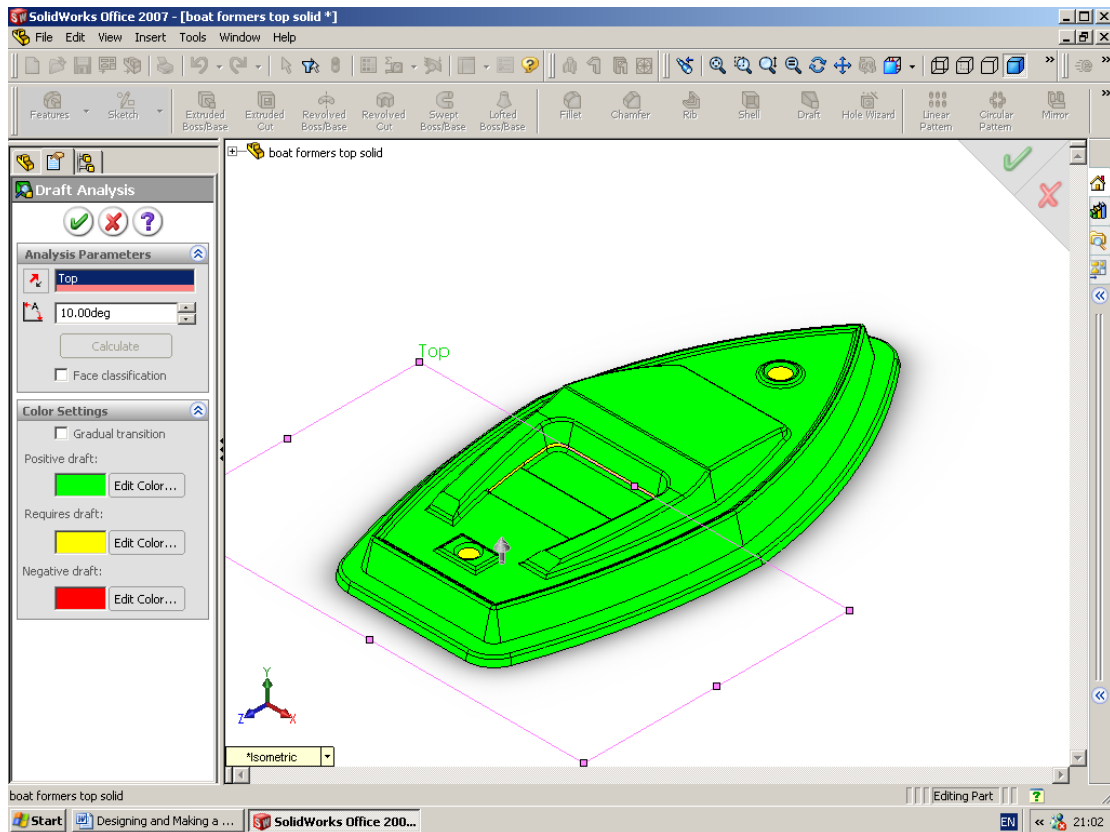 SolidWorks Office 2007 - [boat formers top solid *]
File Edit View Insert Tools Window Help
Features Sketch Extruded Boss/Base Extruded Cut Revolved Boss/Base Revolved Cut Swept Boss/Base Lofted Boss/Base Fillet Chamfer Rib Shell Draft Hole Wizard Linear Pattern Circular Pattern Mirror
boat formers top solid
Draft Analysis
Analysis Parameters
Top
10.00deg
Calculate
Face classification
Color Settings
Gradual transition
Positive draft:
Edit Color...
Requires draft:
Edit Color...
Negative draft:
Edit Color...
Top
Y
Z
X
*Isometric
boat formers top solid
Editing Part
Start
Designing and Making a ...
SolidWorks Office 200...
EN
21:02